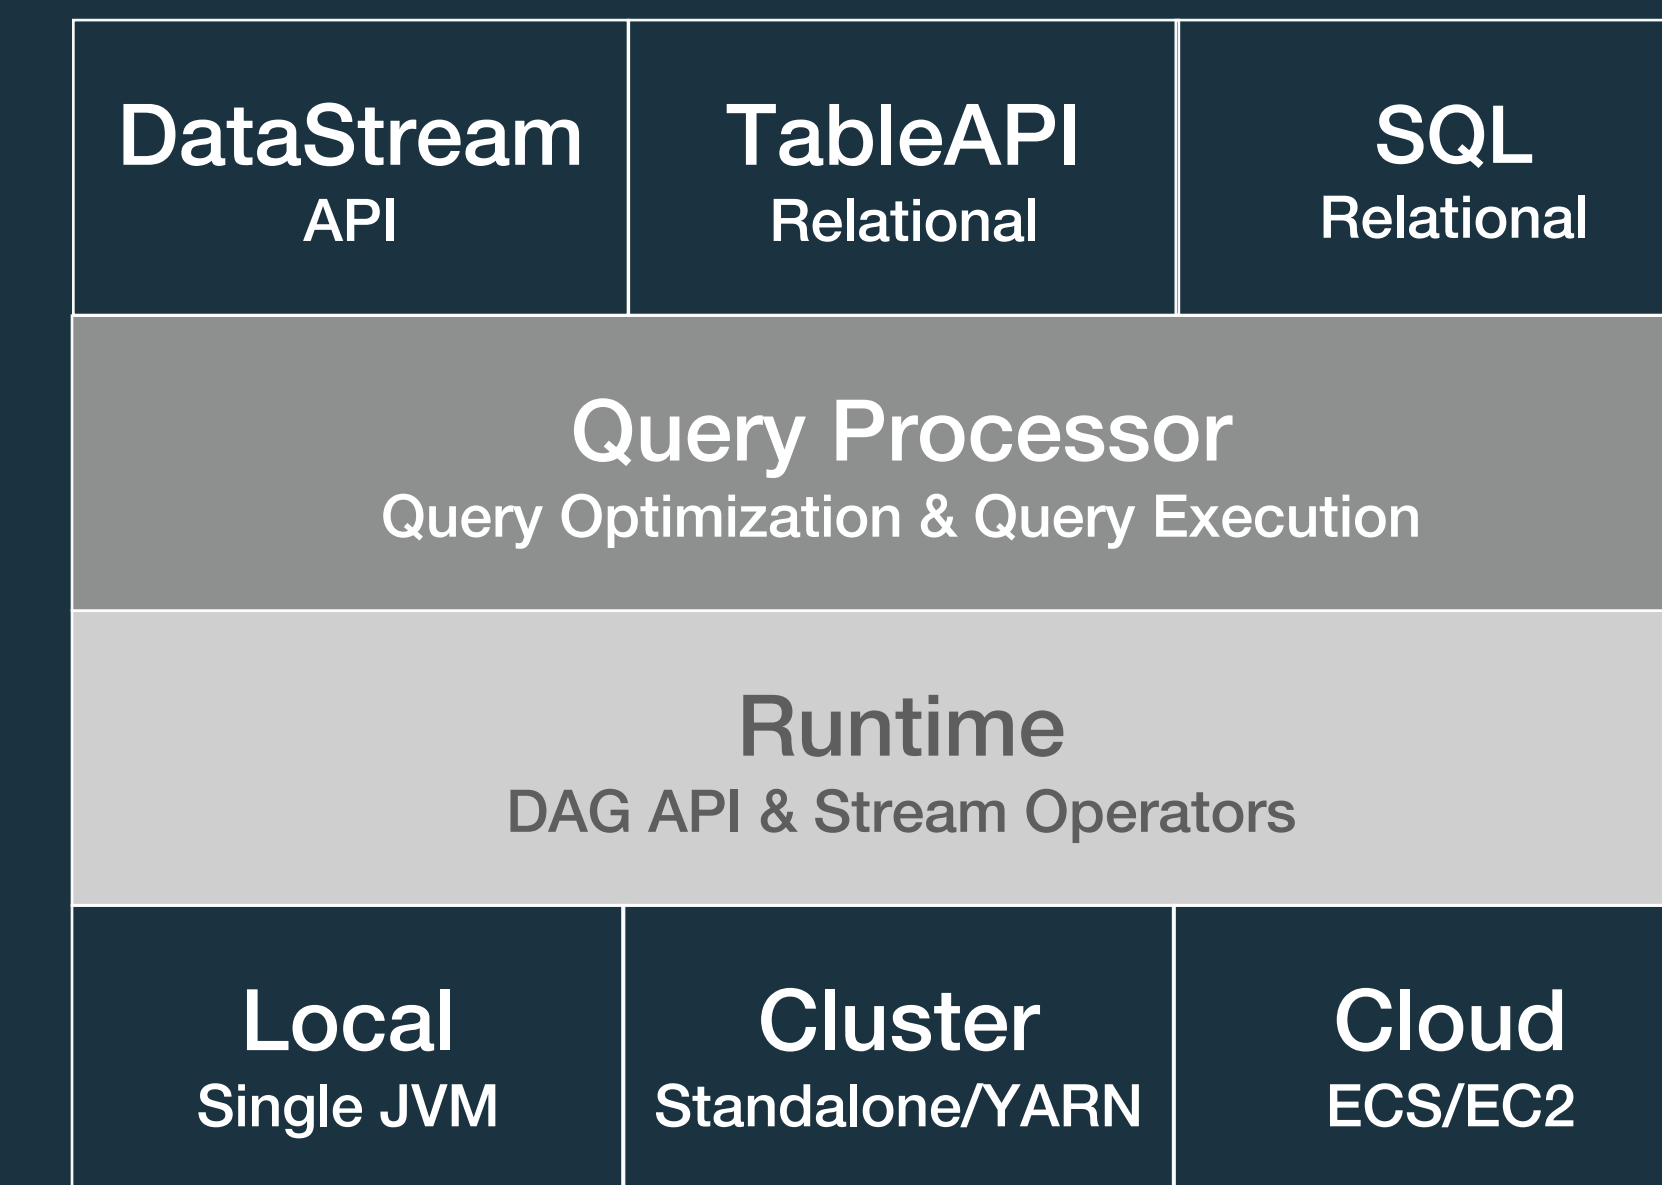 DataStream
API
TableAPI
Relational
SQL
Relational
Query Processor
Query Optimization & Query Execution
Runtime
DAG API & Stream Operators
Local
Single JVM
Cluster
Standalone/YARN
Cloud
ECS/EC2